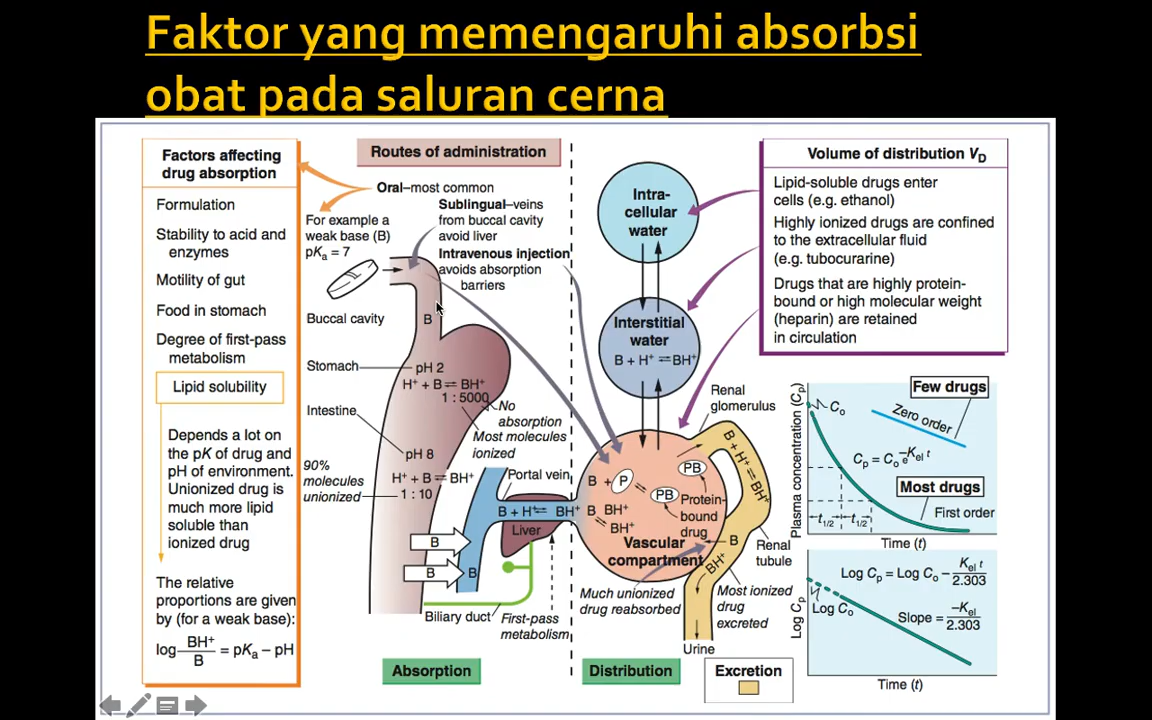 Faktor yang memengaruhi absorbsi
obat pada saluran cerna
Factors affecting
drug absorption
Formulation
Stability to acid and
enzymes
Motility of gut
Food in stomach
Degree of first-pass
metabolism
Lipid solubility
Depends a lot on
the pK of drug and
pH of environment.
Unionized drug is
much more lipid
soluble than
ionized drug
The relative
proportions are given
by (for a weak base):
log BH⁺/B = pKa – pH
Routes of administration
Oral–most common
Sublingual–veins
from buccal cavity
avoid liver
Intravenous injection
avoids absorption
barriers
For example a
weak base (B)
pKa = 7
Buccal cavity
B
Stomach
pH 2
H⁺ + B ⇌ BH⁺
1 : 5000
No
absorption
Most molecules
ionized
Intestine
pH 8
90%
molecules
unionized
H⁺ + B ⇌ BH⁺
1 : 10
Portal vein
B + H⁺ ⇌ BH⁺
Liver
B
B
B
Biliary duct
First-pass
metabolism
Absorption
Intra-
cellular
water
Interstitial
water
B + H⁺ ⇌ BH⁺
B + P ⇌ PB
PB
Protein-
bound
drug
B BH⁺
⇌ BH⁺
Vascular
compartment
Renal
glomerulus
B + H⁺ ⇌ BH⁺
B
BH⁺
Renal
tubule
Much unionized
drug reabsorbed
Most ionized
drug
excreted
Urine
Distribution
Excretion
Volume of distribution VD
Lipid-soluble drugs enter
cells (e.g. ethanol)
Highly ionized drugs are confined
to the extracellular fluid
(e.g. tubocurarine)
Drugs that are highly protein-
bound or high molecular weight
(heparin) are retained
in circulation
Plasma concentration (Cp)
Co
Few drugs
Zero order
Cp = Co e^–Kel t
Most drugs
First order
t1/2
t1/2
Time (t)
Log Cp
Log Co
Log Cp = Log Co – Kel t/2.303
Slope = –Kel/2.303
Time (t)